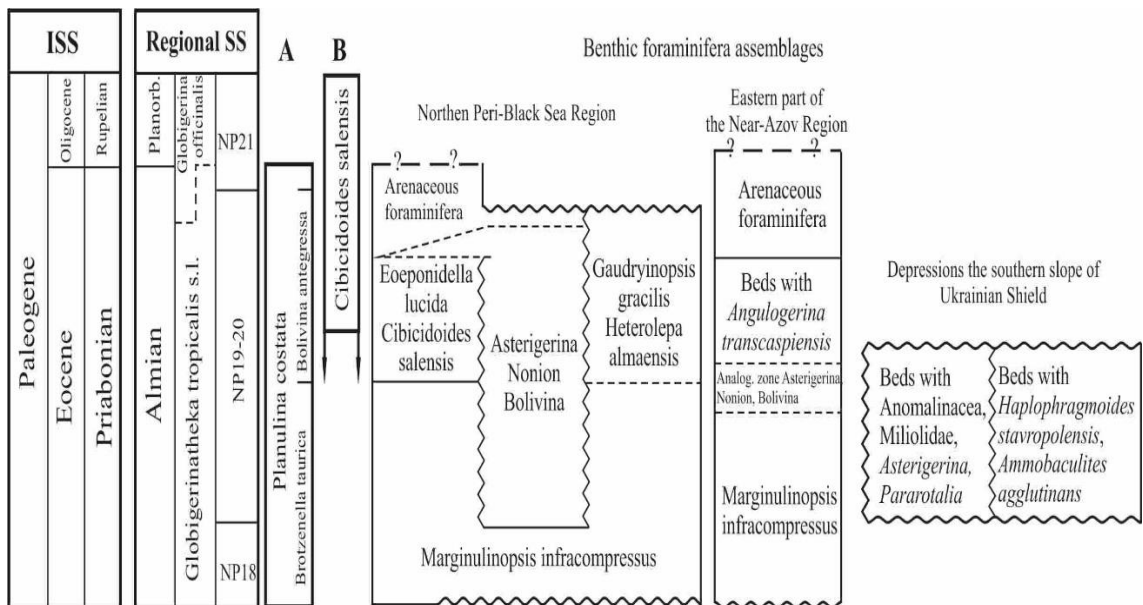 ISS
Regional SS
A
B
Benthic foraminifera assemblages
Paleogene
Oligocene
Eocene
Rupelian
Priabonian
Planorb.
Almian
Globigerina
officinalis
Globigerinatheka tropicalis s.l.
NP21
NP19-20
NP18
Planulina costata
Bolivina antegressa
Brotzenella taurica
Cibicidoides salensis
Northen Peri-Black Sea Region
? ?
Arenaceous
foraminifera
Eoeponidella
lucida
Cibicidoides
salensis
Asterigerina
Nonion
Bolivina
Gaudryinopsis
gracilis
Heterolepa
almaensis
Marginulinopsis infracompressus
Eastern part of
the Near-Azov Region
? ?
Arenaceous
foraminifera
Beds with
Angulogerina
transcaspiensis
Analog. zone Asterigerina,
Nonion, Bolivina
Marginulinopsis
infracompressus
Depressions the southern slope of
Ukrainian Shield
Beds with
Anomalinacea,
Miliolidae,
Asterigerina,
Pararotalia
Beds with
Haplophragmoides
stavropolensis,
Ammobaculites
agglutinans